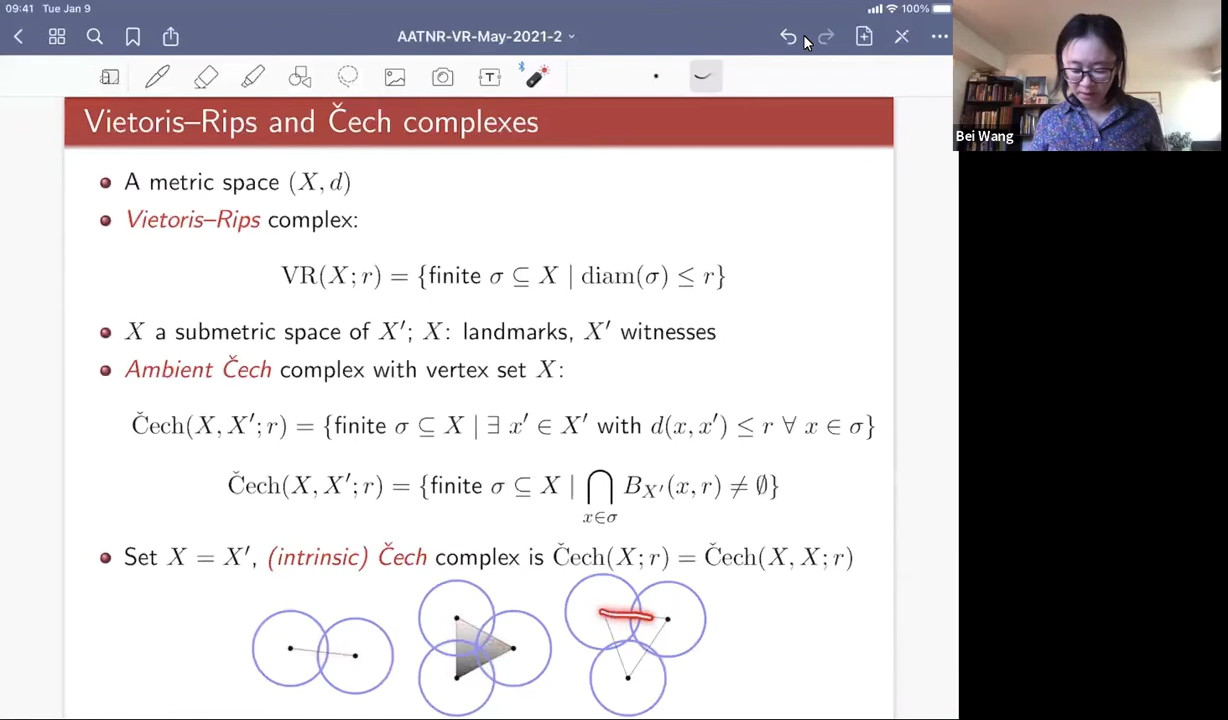 09:41 Tue Jan 9
100%
AATNR-VR-May-2021-2
T
Bei Wang
Vietoris–Rips and Čech complexes
A metric space (X, d)
Vietoris–Rips complex:
VR(X; r) = {finite σ ⊆ X | diam(σ) ≤ r}
X a submetric space of X′; X: landmarks, X′ witnesses
Ambient Čech complex with vertex set X:
Čech(X, X′; r) = {finite σ ⊆ X | ∃ x′ ∈ X′ with d(x, x′) ≤ r ∀ x ∈ σ}
Čech(X, X′; r) = {finite σ ⊆ X | ⋂ B_{X′}(x, r) ≠ ∅}
x∈σ
Set X = X′, (intrinsic) Čech complex is Čech(X; r) = Čech(X, X; r)